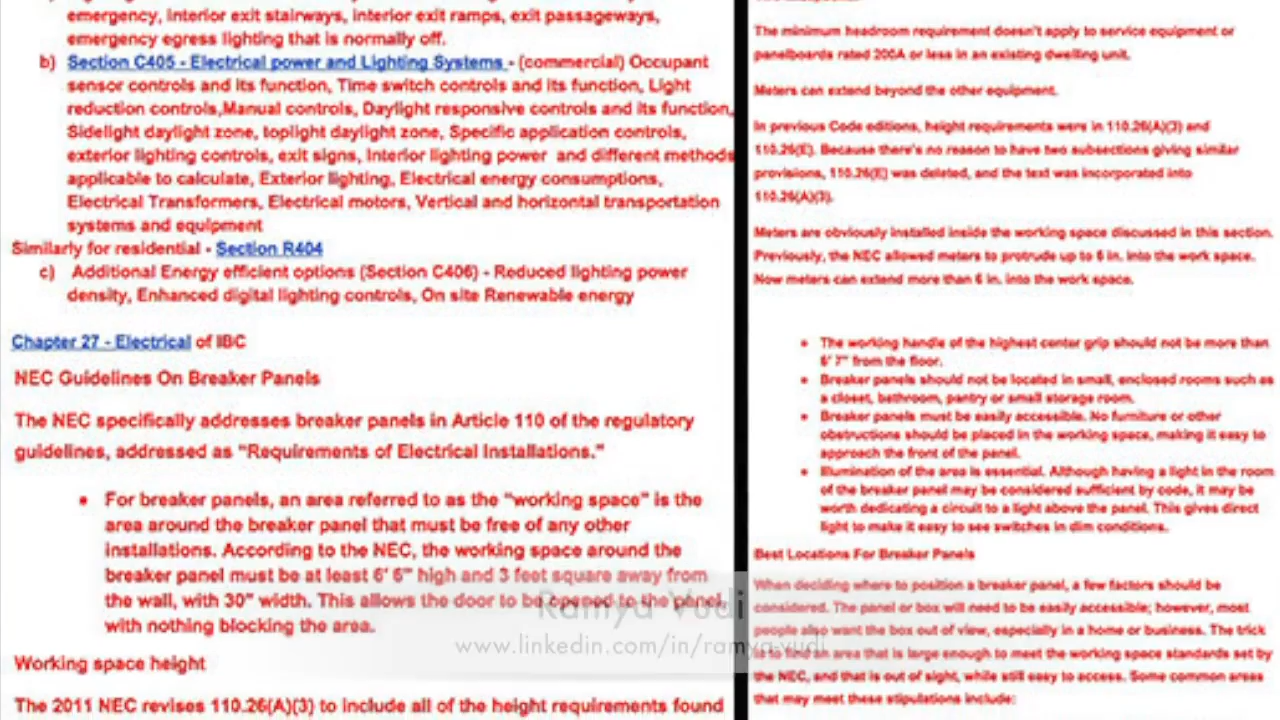 emergency, interior exit stairways, interior exit ramps, exit passageways,
emergency egress lighting that is normally off.
b) Section C405 - Electrical power and Lighting Systems - (commercial) Occupant
sensor controls and its function, Time switch controls and its function, Light
reduction controls,Manual controls, Daylight responsive controls and its function,
Sidelight daylight zone, toplight daylight zone, Specific application controls,
exterior lighting controls, exit signs, Interior lighting power and different methods
applicable to calculate, Exterior lighting, Electrical energy consumptions,
Electrical Transformers, Electrical motors, Vertical and horizontal transportation
systems and equipment
Similarly for residential - Section R404
c) Additional Energy efficient options (Section C406) - Reduced lighting power
density, Enhanced digital lighting controls, On site Renewable energy
Chapter 27 - Electrical of IBC
NEC Guidelines On Breaker Panels
The NEC specifically addresses breaker panels in Article 110 of the regulatory
guidelines, addressed as “Requirements of Electrical Installations.”
• For breaker panels, an area referred to as the “working space” is the
area around the breaker panel that must be free of any other
installations. According to the NEC, the working space around the
breaker panel must be at least 6' 6” high and 3 feet square away from
the wall, with 30” width. This allows the door to be opened to the panel
with nothing blocking the area.
Working space height
The 2011 NEC revises 110.26(A)(3) to include all of the height requirements found
The minimum headroom requirement doesn't apply to service equipment or
panelboards rated 200A or less in an existing dwelling unit.
Meters can extend beyond the other equipment.
In previous Code editions, height requirements were in 110.26(A)(3) and
110.26(E). Because there's no reason to have two subsections giving similar
provisions, 110.26(E) was deleted, and the text was incorporated into
110.26(A)(3).
Meters are obviously installed inside the working space discussed in this section.
Previously, the NEC allowed meters to protrude up to 6 in. into the work space.
Now meters can extend more than 6 in. into the work space.
• The working handle of the highest center grip should not be more than
6' 7” from the floor.
• Breaker panels should not be located in small, enclosed rooms such as
a closet, bathroom, pantry or small storage room.
• Breaker panels must be easily accessible. No furniture or other
obstructions should be placed in the working space, making it easy to
approach the front of the panel.
• Illumination of the area is essential. Although having a light in the room
of the breaker panel may be considered sufficient by code, it may be
worth dedicating a circuit to a light above the panel. This gives direct
light to make it easy to see switches in dim conditions.
Best Locations For Breaker Panels
When deciding where to position a breaker panel, a few factors should be
considered. The panel or box will need to be easily accessible; however, most
people also want the box out of view, especially in a home or business. The trick
is to find an area that is large enough to meet the working space standards set by
the NEC, and that is out of sight, while still easy to access. Some common areas
that may meet these stipulations include:
Ramya Vudi
www.linkedin.com/in/ramya-vudi